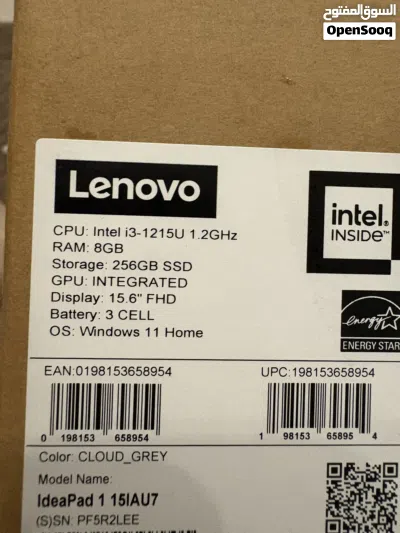 السوق المفتوح
OpenSooq
Lenovo
CPU: Intel i3-1215U 1.2GHz
RAM: 8GB
Storage: 256GB SSD
GPU: INTEGRATED
Display: 15.6" FHD
Battery: 3 CELL
OS: Windows 11 Home
intel.
INSIDE™
energy
ENERGY STAR
EAN:0198153658954
UPC:198153658954
0 198153 658954
1 98153 65895 4
Color: CLOUD_GREY
Model Name:
IdeaPad 1 15IAU7
(S)SN: PF5R2LEE